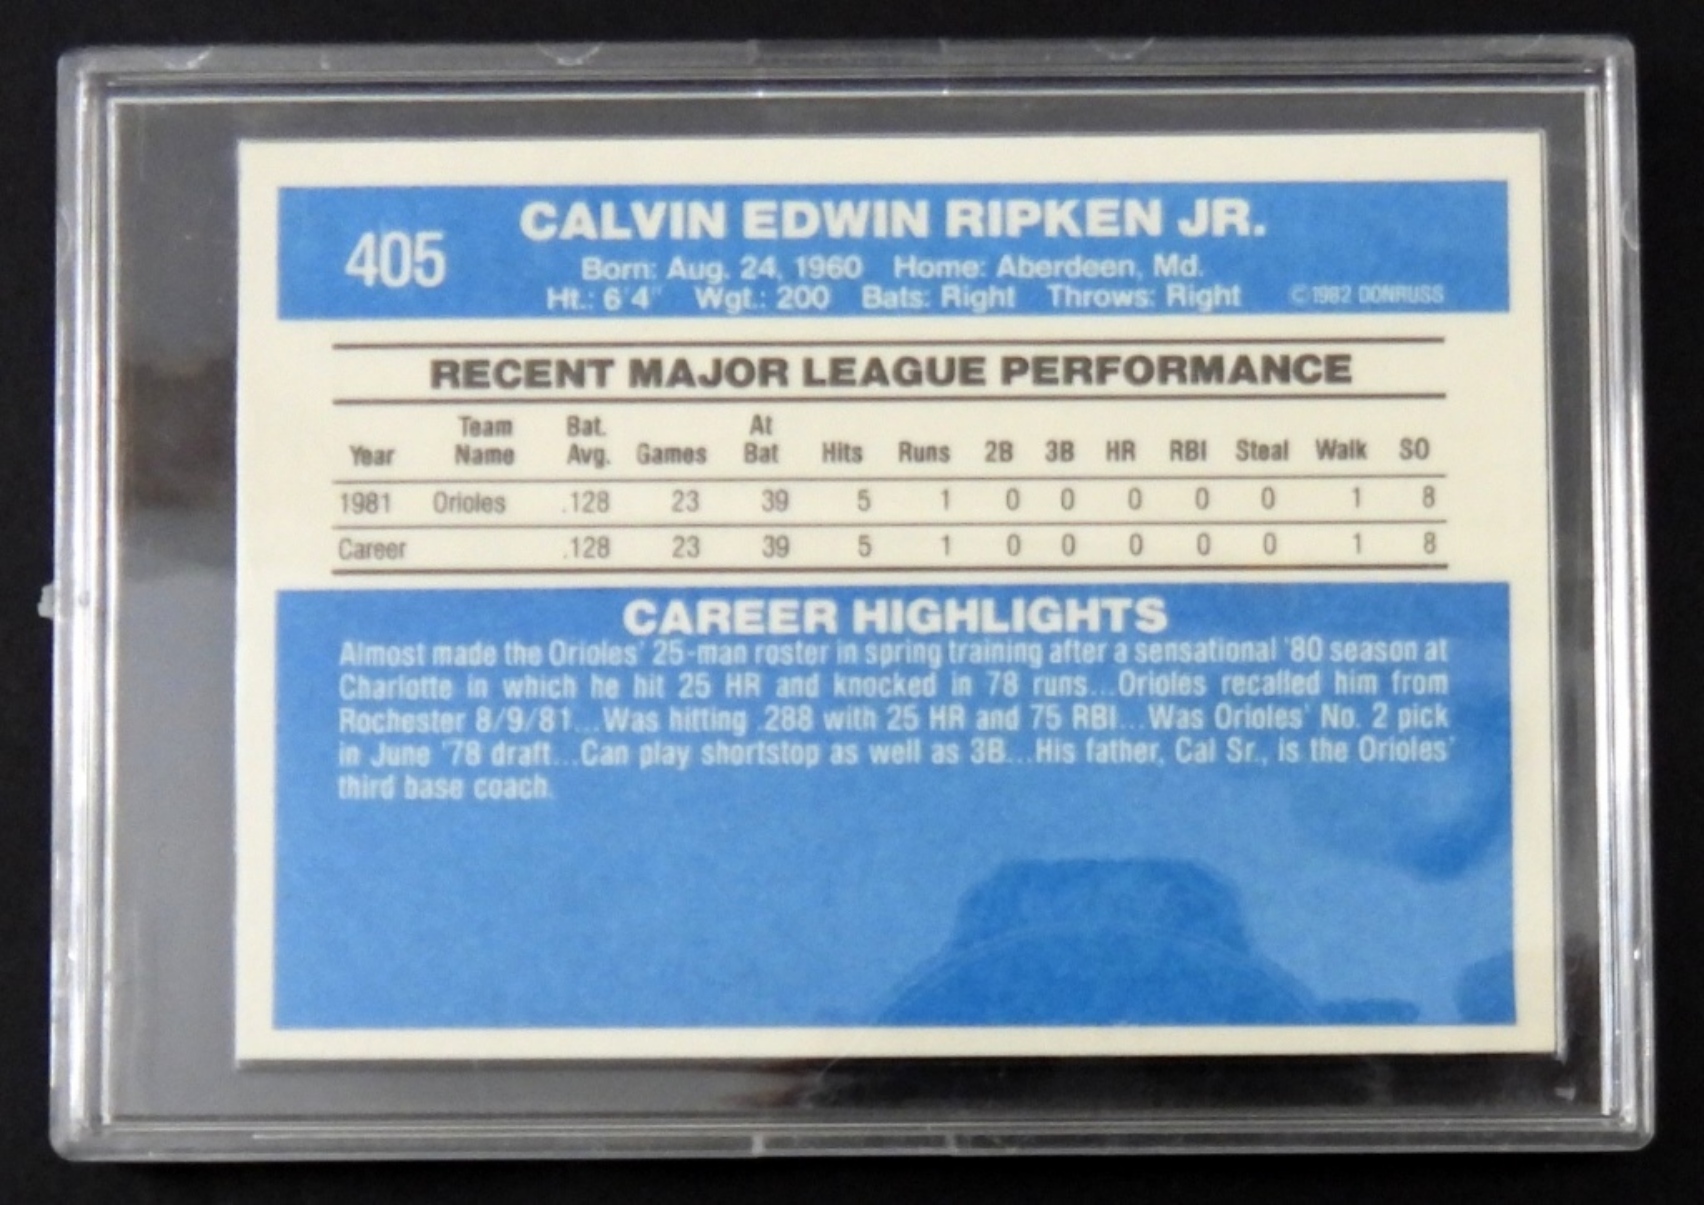 405
CALVIN EDWIN RIPKEN JR.
Born: Aug. 24, 1960 Home: Aberdeen, Md.
Ht.: 6'4" Wgt.: 200 Bats: Right Throws: Right © 1982 DONRUSS
RECENT MAJOR LEAGUE PERFORMANCE
Year Team Name Bat. Avg. Games At Bat Hits Runs 2B 3B HR RBI Steal Walk SO
1981 Orioles .128 23 39 5 1 0 0 0 0 0 1 8
Career .128 23 39 5 1 0 0 0 0 0 1 8
CAREER HIGHLIGHTS
Almost made the Orioles' 25-man roster in spring training after a sensational '80 season at
Charlotte in which he hit 25 HR and knocked in 78 runs...Orioles recalled him from
Rochester 8/9/81...Was hitting .288 with 25 HR and 75 RBI...Was Orioles' No. 2 pick
in June '78 draft...Can play shortstop as well as 3B...His father, Cal Sr., is the Orioles'
third base coach.